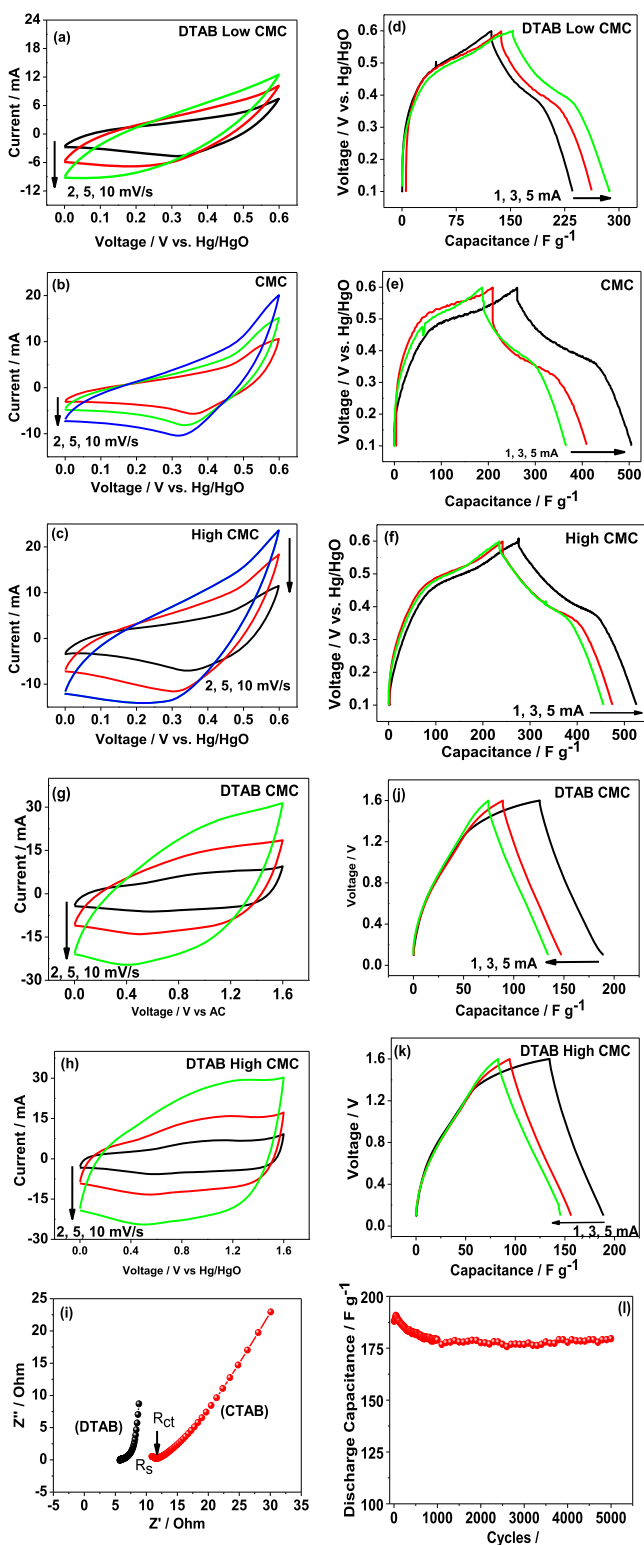 (a)
DTAB Low CMC
24
18
12
6
0
-6
-12
Current / mA
2, 5, 10 mV/s
0.0 0.1 0.2 0.3 0.4 0.5 0.6
Voltage / V vs. Hg/HgO
(d)
DTAB Low CMC
0.6
0.5
0.4
0.3
0.2
0.1
Voltage / V vs. Hg/HgO
1, 3, 5 mA
0 75 150 225 300
Capacitance / F g-1
(b)
CMC
20
10
0
-10
Current / mA
2, 5, 10 mV/s
0.0 0.1 0.2 0.3 0.4 0.5 0.6
Voltage / V vs. Hg/HgO
(e)
CMC
0.6
0.5
0.4
0.3
0.2
0.1
Voltage / V vs. Hg/HgO
1, 3, 5 mA
0 100 200 300 400 500
Capacitance / F g-1
(c)
High CMC
20
10
0
-10
Current / mA
2, 5, 10 mV/s
0.0 0.1 0.2 0.3 0.4 0.5 0.6
Voltage / V vs. Hg/HgO
(f)
High CMC
0.6
0.5
0.4
0.3
0.2
0.1
Voltage / V vs. Hg/HgO
1, 3, 5 mA
0 100 200 300 400 500
Capacitance / F g-1
(g)
DTAB CMC
30
15
0
-15
-30
Current / mA
2, 5, 10 mV/s
0.0 0.4 0.8 1.2 1.6
Voltage / V vs AC
(j)
DTAB CMC
1.6
1.2
0.8
0.4
0.0
Voltage / V
1, 3, 5 mA
0 50 100 150 200
Capacitance / F g-1
(h)
DTAB High CMC
30
15
0
-15
-30
Current / mA
2, 5, 10 mV/s
0.0 0.4 0.8 1.2 1.6
Voltage / V vs Hg/HgO
(k)
DTAB High CMC
1.6
1.2
0.8
0.4
0.0
Voltage / V
1, 3, 5 mA
0 50 100 150 200
Capacitance / F g-1
(i)
25
20
15
10
5
0
Z'' / Ohm
(DTAB)
Rs
Rct
(CTAB)
0 5 10 15 20 25 30 35
Z' / Ohm
(l)
200
175
150
125
100
Discharge Capacitance / F g-1
0 1000 2000 3000 4000 5000
Cycles /